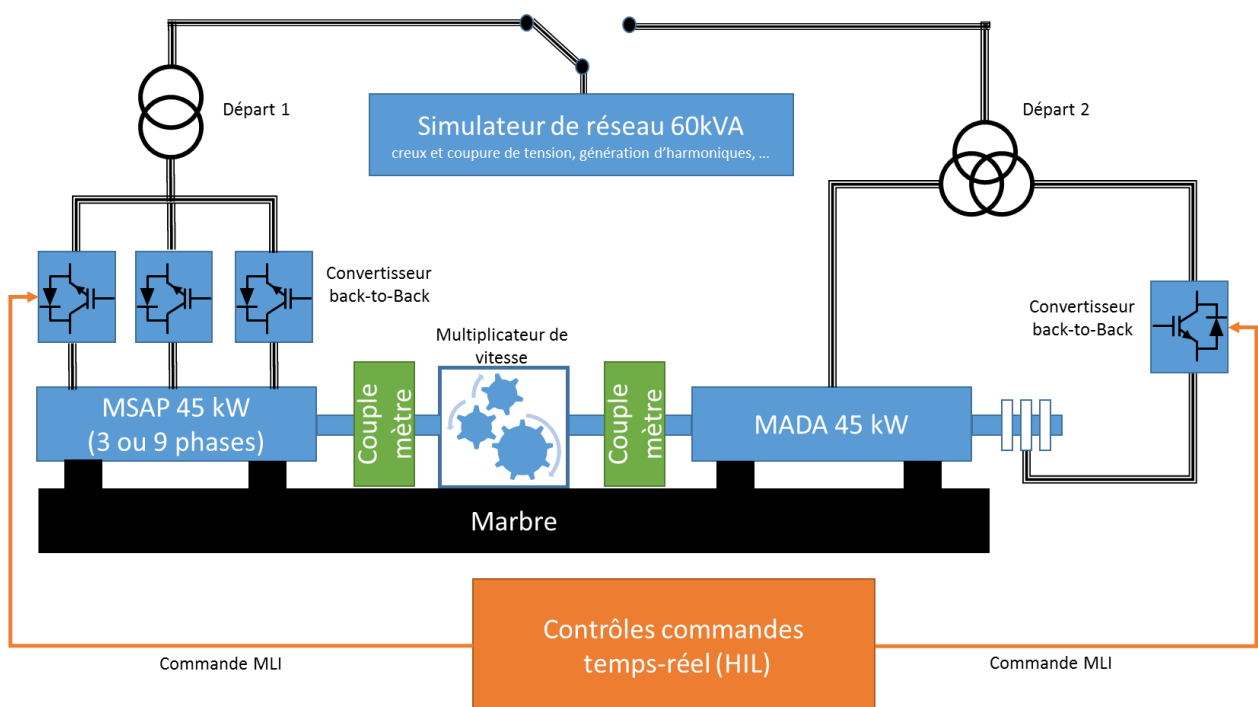 Départ 1
Simulateur de réseau 60kVA
creux et coupure de tension, génération d'harmoniques, ...
Départ 2
Convertisseur
back-to-Back
Convertisseur
back-to-Back
Multiplicateur de
vitesse
MSAP 45 kW
(3 ou 9 phases)
Couple
mètre
Couple
mètre
MADA 45 kW
Marbre
Contrôles commandes
temps-réel (HIL)
Commande MLI
Commande MLI